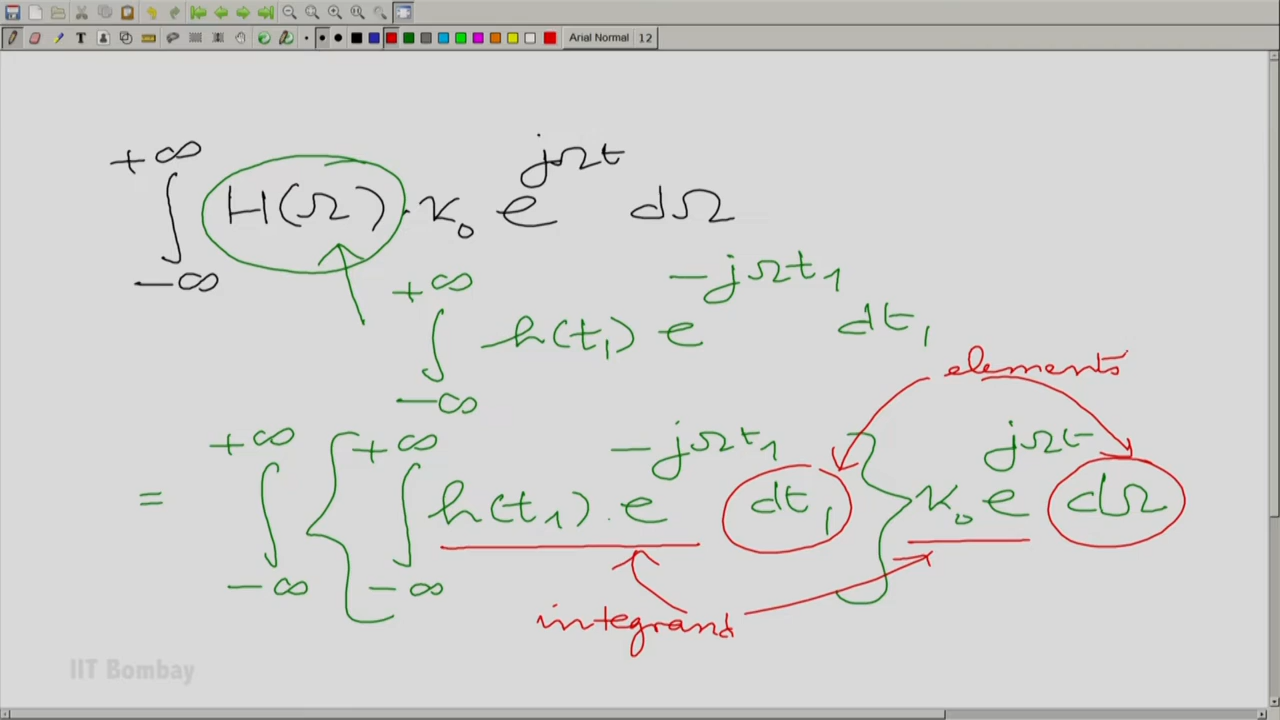 Arial Normal 12
+∞
∫ H(Ω) · κ₀ e^{jΩt} dΩ
-∞
+∞
∫ h(t₁) e^{-jΩt₁} dt₁
-∞
elements
= ∫_{-∞}^{+∞} { ∫_{-∞}^{+∞} h(t₁) · e^{-jΩt₁} dt₁ } κ₀ e^{jΩt} dΩ
integrand
IIT Bombay